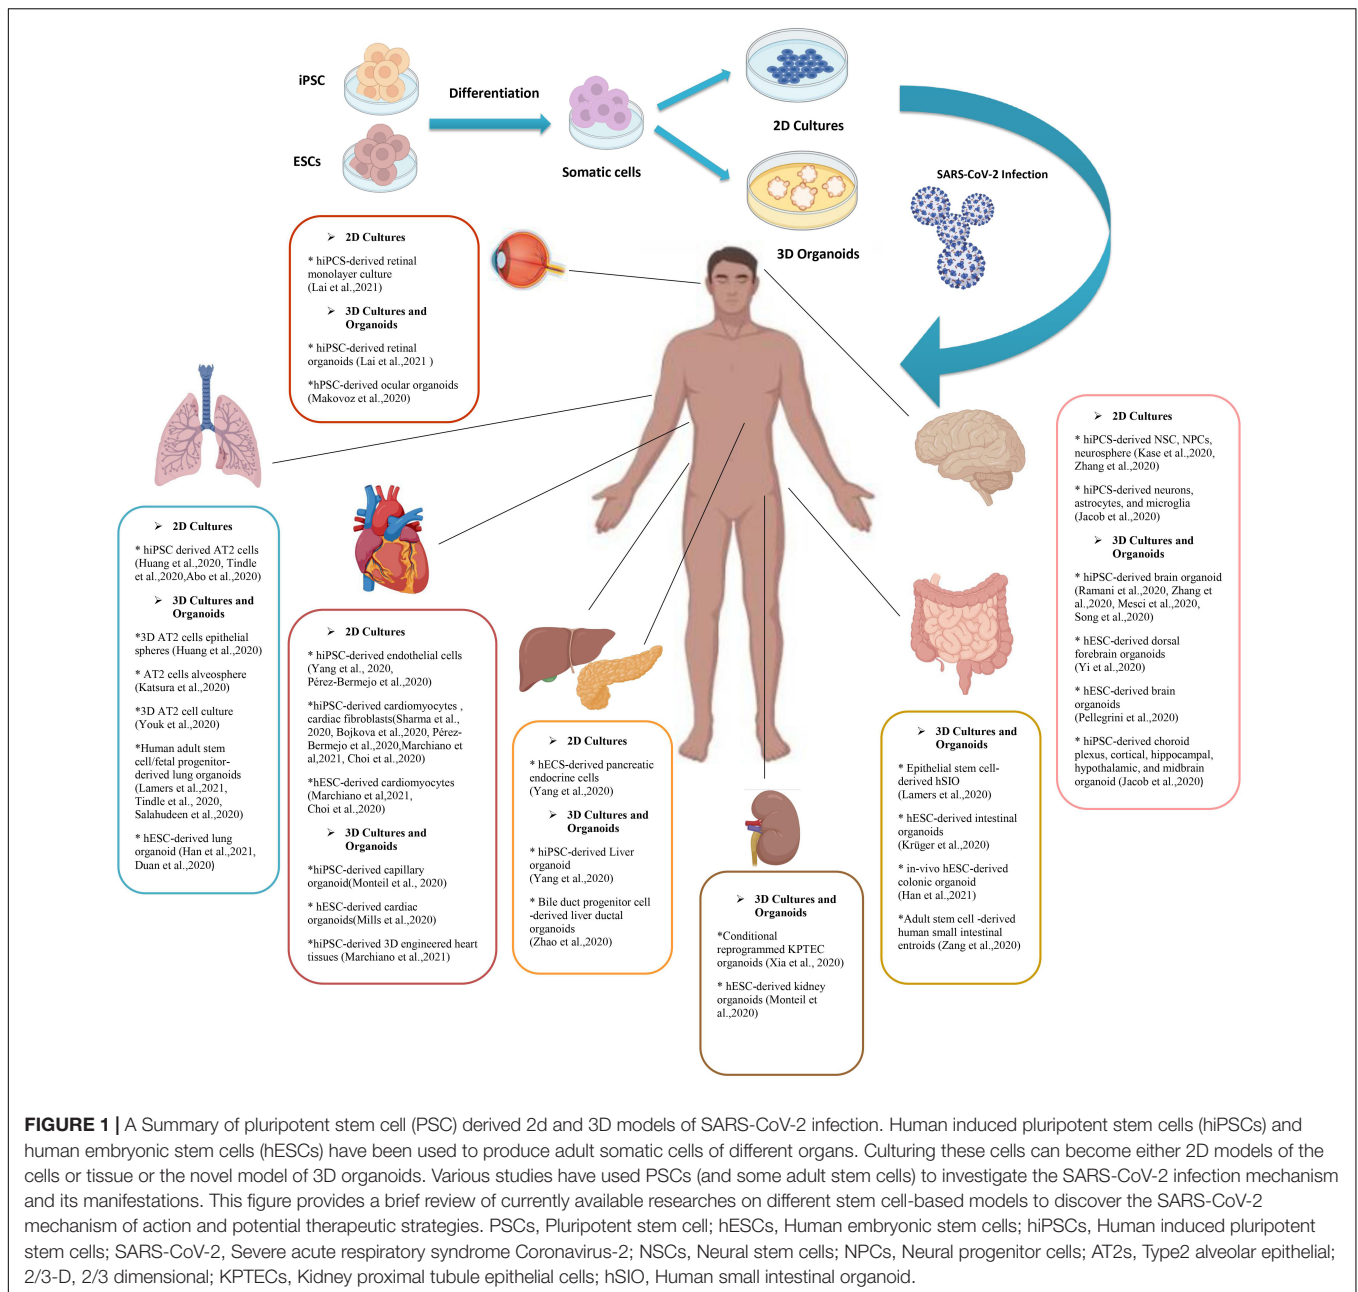 iPSC
ESCs
Differentiation
Somatic cells
2D Cultures
3D Organoids
SARS-CoV-2 Infection
➢ 2D Cultures
* hiPCS-derived retinal
monolayer culture
(Lai et al.,2021)
➢ 3D Cultures and
Organoids
* hiPSC-derived retinal
organoids (Lai et al.,2021 )
*hPSC-derived ocular organoids
(Makovoz et al.,2020)
➢ 2D Cultures
* hiPSC derived AT2 cells
(Huang et al.,2020, Tindle
et al.,2020,Abo et al.,2020)
➢ 3D Cultures and
Organoids
*3D AT2 cells epithelial
spheres (Huang et al.,2020)
* AT2 cells alveosphere
(Katsura et al.,2020)
*3D AT2 cell culture
(Youk et al.,2020)
*Human adult stem
cell/fetal progenitor-
derived lung organoids
(Lamers et al.,2021,
Tindle et al., 2020,
Salahudeen et al.,2020)
* hESC-derived lung
organoid (Han et al.,2021,
Duan et al.,2020)
➢ 2D Cultures
* hiPSC-derived endothelial cells
(Yang et al., 2020,
Pérez-Bermejo et al.,2020)
*hiPSC-derived cardiomyocytes ,
cardiac fibroblasts(Sharma et al.,
2020, Bojkova et al.,2020, Pérez-
Bermejo et al.,2020,Marchiano et
al,2021, Choi et al.,2020)
*hESC-derived cardiomyocytes
(Marchiano et al,2021,
Choi et al.,2020)
➢ 3D Cultures and
Organoids
*hiPSC-derived capillary
organoid(Monteil et al., 2020)
* hESC-derived cardiac
organoids(Mills et al.,2020)
*hiPSC-derived 3D engineered heart
tissues (Marchiano et al.,2021)
➢ 2D Cultures
* hECS-derived pancreatic
endocrine cells
(Yang et al.,2020)
➢ 3D Cultures and
Organoids
* hiPSC-derived Liver
organoid
(Yang et al.,2020)
* Bile duct progenitor cell
-derived liver ductal
organoids
(Zhao et al.,2020)
➢ 3D Cultures and
Organoids
*Conditional
reprogrammed KPTEC
organoids (Xia et al., 2020)
* hESC-derived kidney
organoids (Monteil et
al.,2020)
➢ 3D Cultures
and Organoids
* Epithelial stem cell-
derived hSIO
(Lamers et al.,2020)
* hESC-derived intestinal
organoids
(Krüger et al.,2020)
* in-vivo hESC-derived
colonic organoid
(Han et al.,2021)
*Adult stem cell -derived
human small intestinal
entroids (Zang et al.,2020)
➢ 2D Cultures
* hiPCS-derived NSC, NPCs,
neurosphere (Kase et al.,2020,
Zhang et al.,2020)
* hiPCS-derived neurons,
astrocytes, and microglia
(Jacob et al.,2020)
➢ 3D Cultures and
Organoids
* hiPSC-derived brain organoid
(Ramani et al.,2020, Zhang et
al.,2020, Mesci et al.,2020,
Song et al.,2020)
* hESC-derived dorsal
forebrain organoids
(Yi et al.,2020)
* hESC-derived brain
organoids
(Pellegrini et al.,2020)
* hiPSC-derived choroid
plexus, cortical, hippocampal,
hypothalamic, and midbrain
organoid (Jacob et al.,2020)
FIGURE 1 | A Summary of pluripotent stem cell (PSC) derived 2d and 3D models of SARS-CoV-2 infection. Human induced pluripotent stem cells (hiPSCs) and
human embryonic stem cells (hESCs) have been used to produce adult somatic cells of different organs. Culturing these cells can become either 2D models of the
cells or tissue or the novel model of 3D organoids. Various studies have used PSCs (and some adult stem cells) to investigate the SARS-CoV-2 infection mechanism
and its manifestations. This figure provides a brief review of currently available researches on different stem cell-based models to discover the SARS-CoV-2
mechanism of action and potential therapeutic strategies. PSCs, Pluripotent stem cell; hESCs, Human embryonic stem cells; hiPSCs, Human induced pluripotent
stem cells; SARS-CoV-2, Severe acute respiratory syndrome Coronavirus-2; NSCs, Neural stem cells; NPCs, Neural progenitor cells; AT2s, Type2 alveolar epithelial;
2/3-D, 2/3 dimensional; KPTECs, Kidney proximal tubule epithelial cells; hSIO, Human small intestinal organoid.